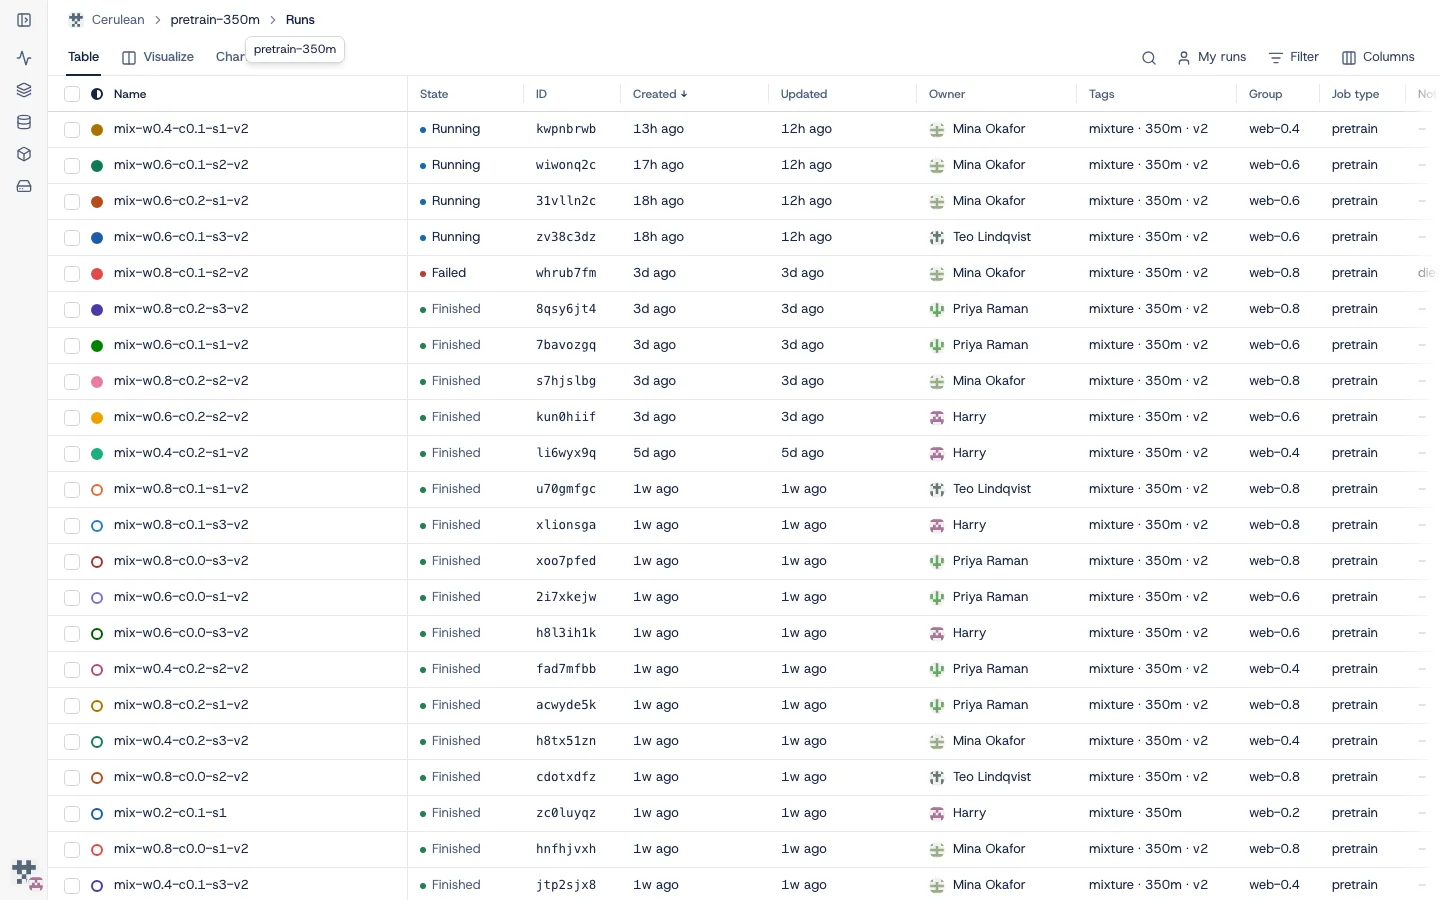 Cerulean > pretrain-350m > Runs
pretrain-350m
Table Visualize My runs Filter Columns
Name State ID Created ↓ Updated Owner Tags Group Job type
mix-w0.4-c0.1-s1-v2 Running kwpnbrwb 13h ago 12h ago Mina Okafor mixture · 350m · v2 web-0.4 pretrain –
mix-w0.6-c0.1-s2-v2 Running wiwonq2c 17h ago 12h ago Mina Okafor mixture · 350m · v2 web-0.6 pretrain –
mix-w0.6-c0.2-s1-v2 Running 31vlln2c 18h ago 12h ago Mina Okafor mixture · 350m · v2 web-0.6 pretrain –
mix-w0.6-c0.1-s3-v2 Running zv38c3dz 18h ago 12h ago Teo Lindqvist mixture · 350m · v2 web-0.6 pretrain –
mix-w0.8-c0.1-s2-v2 Failed whrub7fm 3d ago 3d ago Mina Okafor mixture · 350m · v2 web-0.8 pretrain
mix-w0.8-c0.2-s3-v2 Finished 8qsy6jt4 3d ago 3d ago Priya Raman mixture · 350m · v2 web-0.8 pretrain –
mix-w0.6-c0.1-s1-v2 Finished 7bavozgq 3d ago 3d ago Priya Raman mixture · 350m · v2 web-0.6 pretrain –
mix-w0.8-c0.2-s2-v2 Finished s7hjslbg 3d ago 3d ago Mina Okafor mixture · 350m · v2 web-0.8 pretrain –
mix-w0.6-c0.2-s2-v2 Finished kun0hiif 3d ago 3d ago Harry mixture · 350m · v2 web-0.6 pretrain –
mix-w0.4-c0.2-s1-v2 Finished li6wyx9q 5d ago 5d ago Harry mixture · 350m · v2 web-0.4 pretrain –
mix-w0.8-c0.1-s1-v2 Finished u70gmfgc 1w ago 1w ago Teo Lindqvist mixture · 350m · v2 web-0.8 pretrain –
mix-w0.8-c0.1-s3-v2 Finished xlionsga 1w ago 1w ago Harry mixture · 350m · v2 web-0.8 pretrain –
mix-w0.8-c0.0-s3-v2 Finished xoo7pfed 1w ago 1w ago Priya Raman mixture · 350m · v2 web-0.8 pretrain –
mix-w0.6-c0.0-s1-v2 Finished 2i7xkejw 1w ago 1w ago Priya Raman mixture · 350m · v2 web-0.6 pretrain –
mix-w0.6-c0.0-s3-v2 Finished h8l3ih1k 1w ago 1w ago Harry mixture · 350m · v2 web-0.6 pretrain –
mix-w0.4-c0.2-s2-v2 Finished fad7mfbb 1w ago 1w ago Priya Raman mixture · 350m · v2 web-0.4 pretrain –
mix-w0.8-c0.2-s1-v2 Finished acwyde5k 1w ago 1w ago Priya Raman mixture · 350m · v2 web-0.8 pretrain –
mix-w0.4-c0.2-s3-v2 Finished h8tx51zn 1w ago 1w ago Mina Okafor mixture · 350m · v2 web-0.4 pretrain –
mix-w0.8-c0.0-s2-v2 Finished cdotxdfz 1w ago 1w ago Teo Lindqvist mixture · 350m · v2 web-0.8 pretrain –
mix-w0.2-c0.1-s1 Finished zc0luyqz 1w ago 1w ago Harry mixture · 350m web-0.2 pretrain –
mix-w0.8-c0.0-s1-v2 Finished hnfhjvxh 1w ago 1w ago Mina Okafor mixture · 350m · v2 web-0.8 pretrain –
mix-w0.4-c0.1-s3-v2 Finished jtp2sjx8 1w ago 1w ago Mina Okafor mixture · 350m · v2 web-0.4 pretrain –